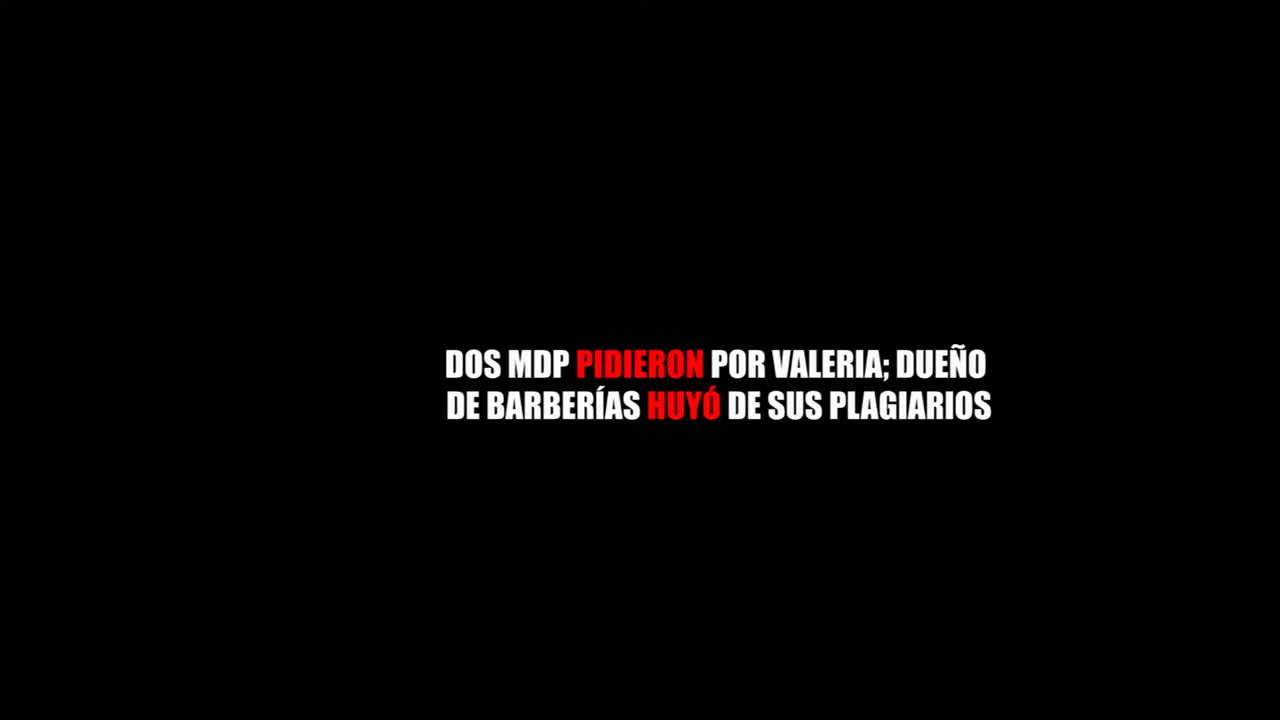 DOS MDP PIDIERON POR VALERIA; DUEÑO
DE BARBERÍAS HUYÓ DE SUS PLAGIARIOS